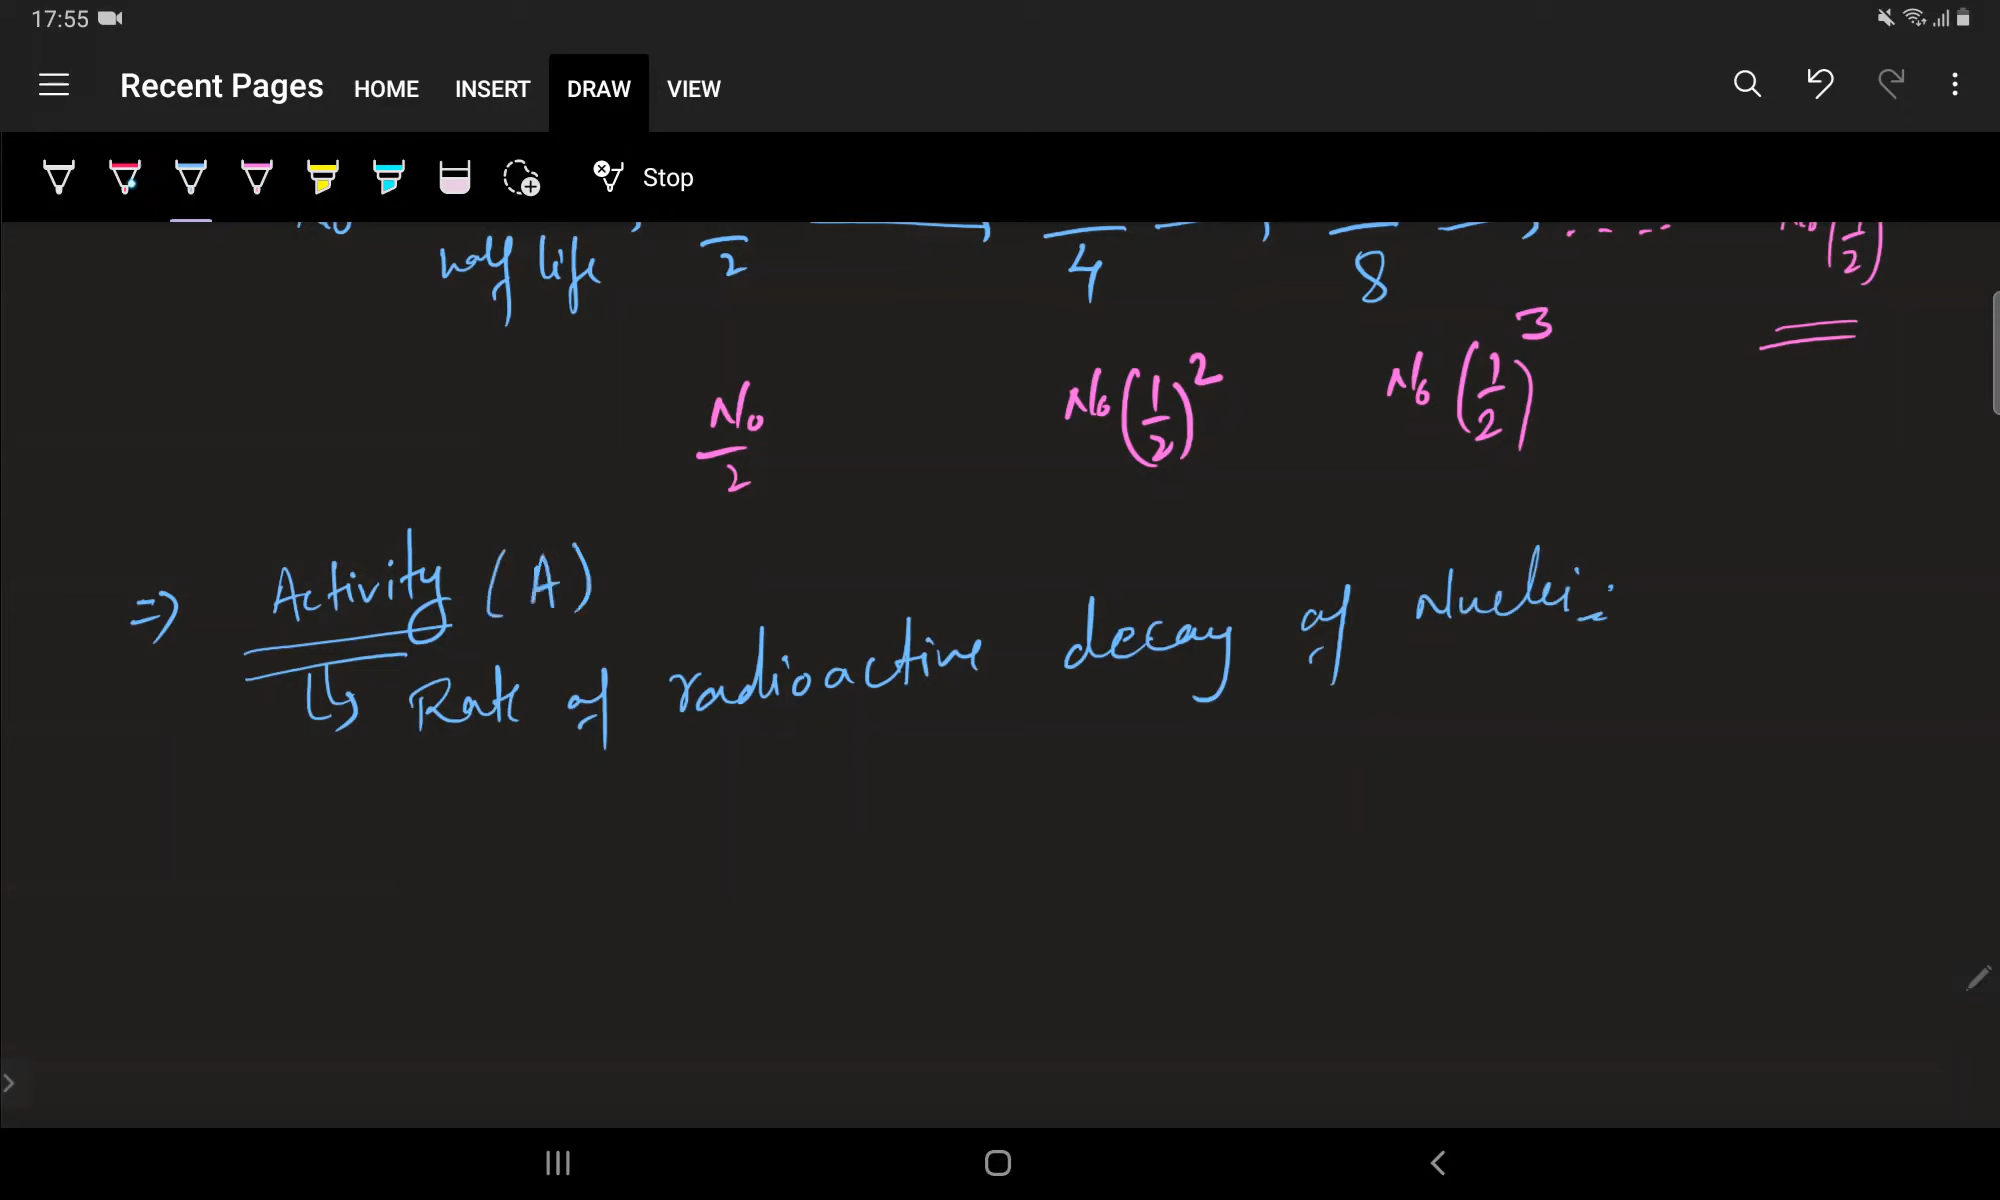 17:55
Recent Pages HOME INSERT DRAW VIEW
Stop
half life 2 4 8 ....
N₀/2 N₀(1/2)² N₀(1/2)³
⇒ Activity (A)
↳ Rate of radioactive decay of Nuclei: